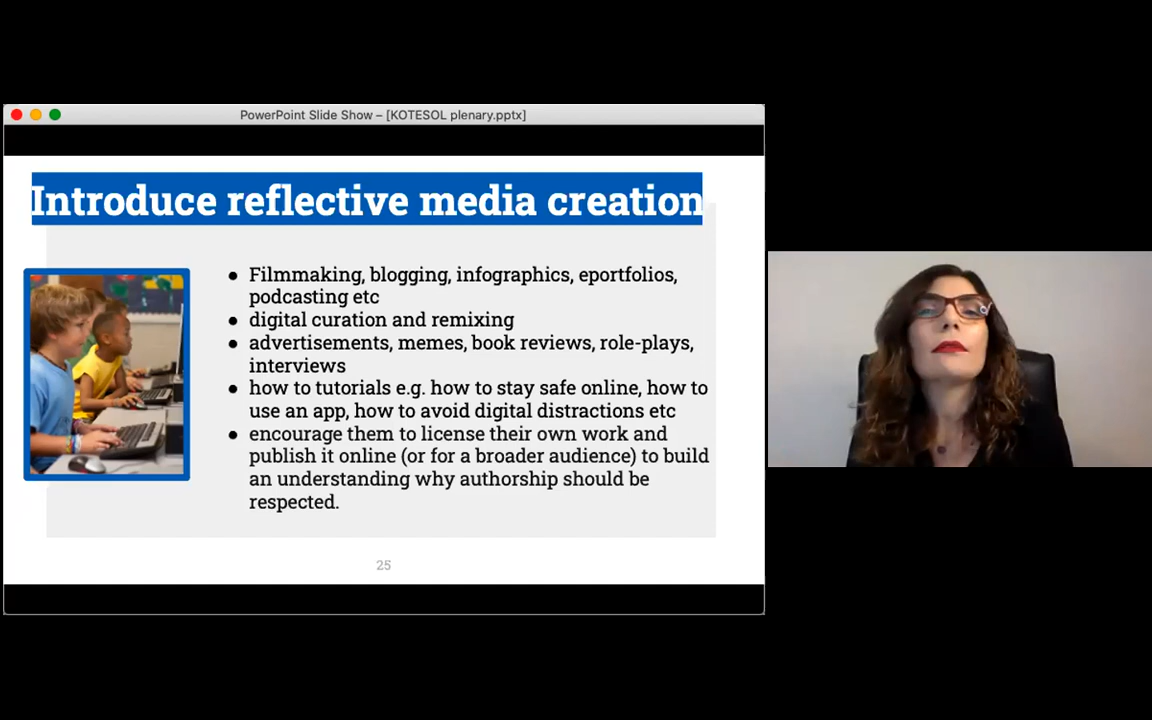 PowerPoint Slide Show – [KOTESOL plenary.pptx]
Introduce reflective media creation
● Filmmaking, blogging, infographics, eportfolios,
podcasting etc
● digital curation and remixing
● advertisements, memes, book reviews, role-plays,
interviews
● how to tutorials e.g. how to stay safe online, how to
use an app, how to avoid digital distractions etc
● encourage them to license their own work and
publish it online (or for a broader audience) to build
an understanding why authorship should be
respected.
25